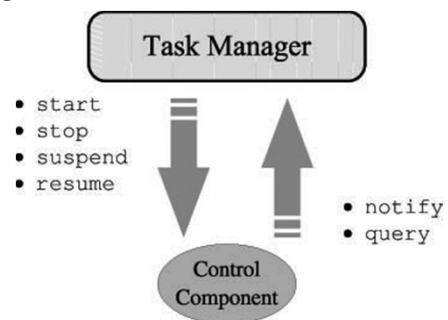 Task Manager
• start
• stop
• suspend
• resume
• notify
• query
Control
Component